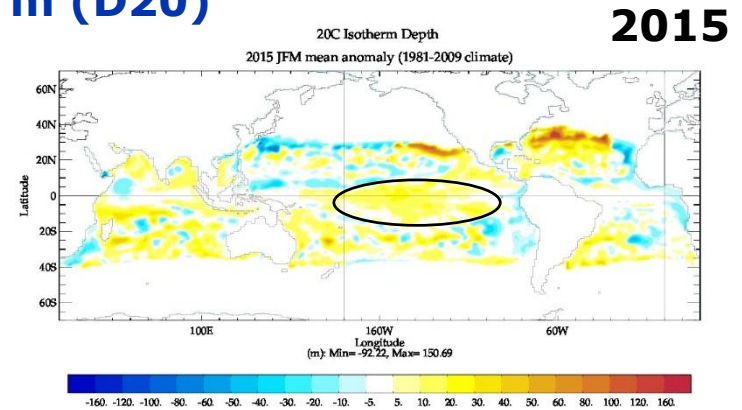 m (D20)
2015
20C Isotherm Depth
2015 JFM mean anomaly (1981-2009 climate)
60N
40N
20N
0
20S
40S
60S
Latitude
100E 160W 60W
Longitude
(m): Min= -92.22, Max= 150.69
-160. -120. -100. -80. -60. -50. -40. -30. -20. -10. -5. 5. 10. 20. 30. 40. 50. 60. 80. 100. 120. 160.